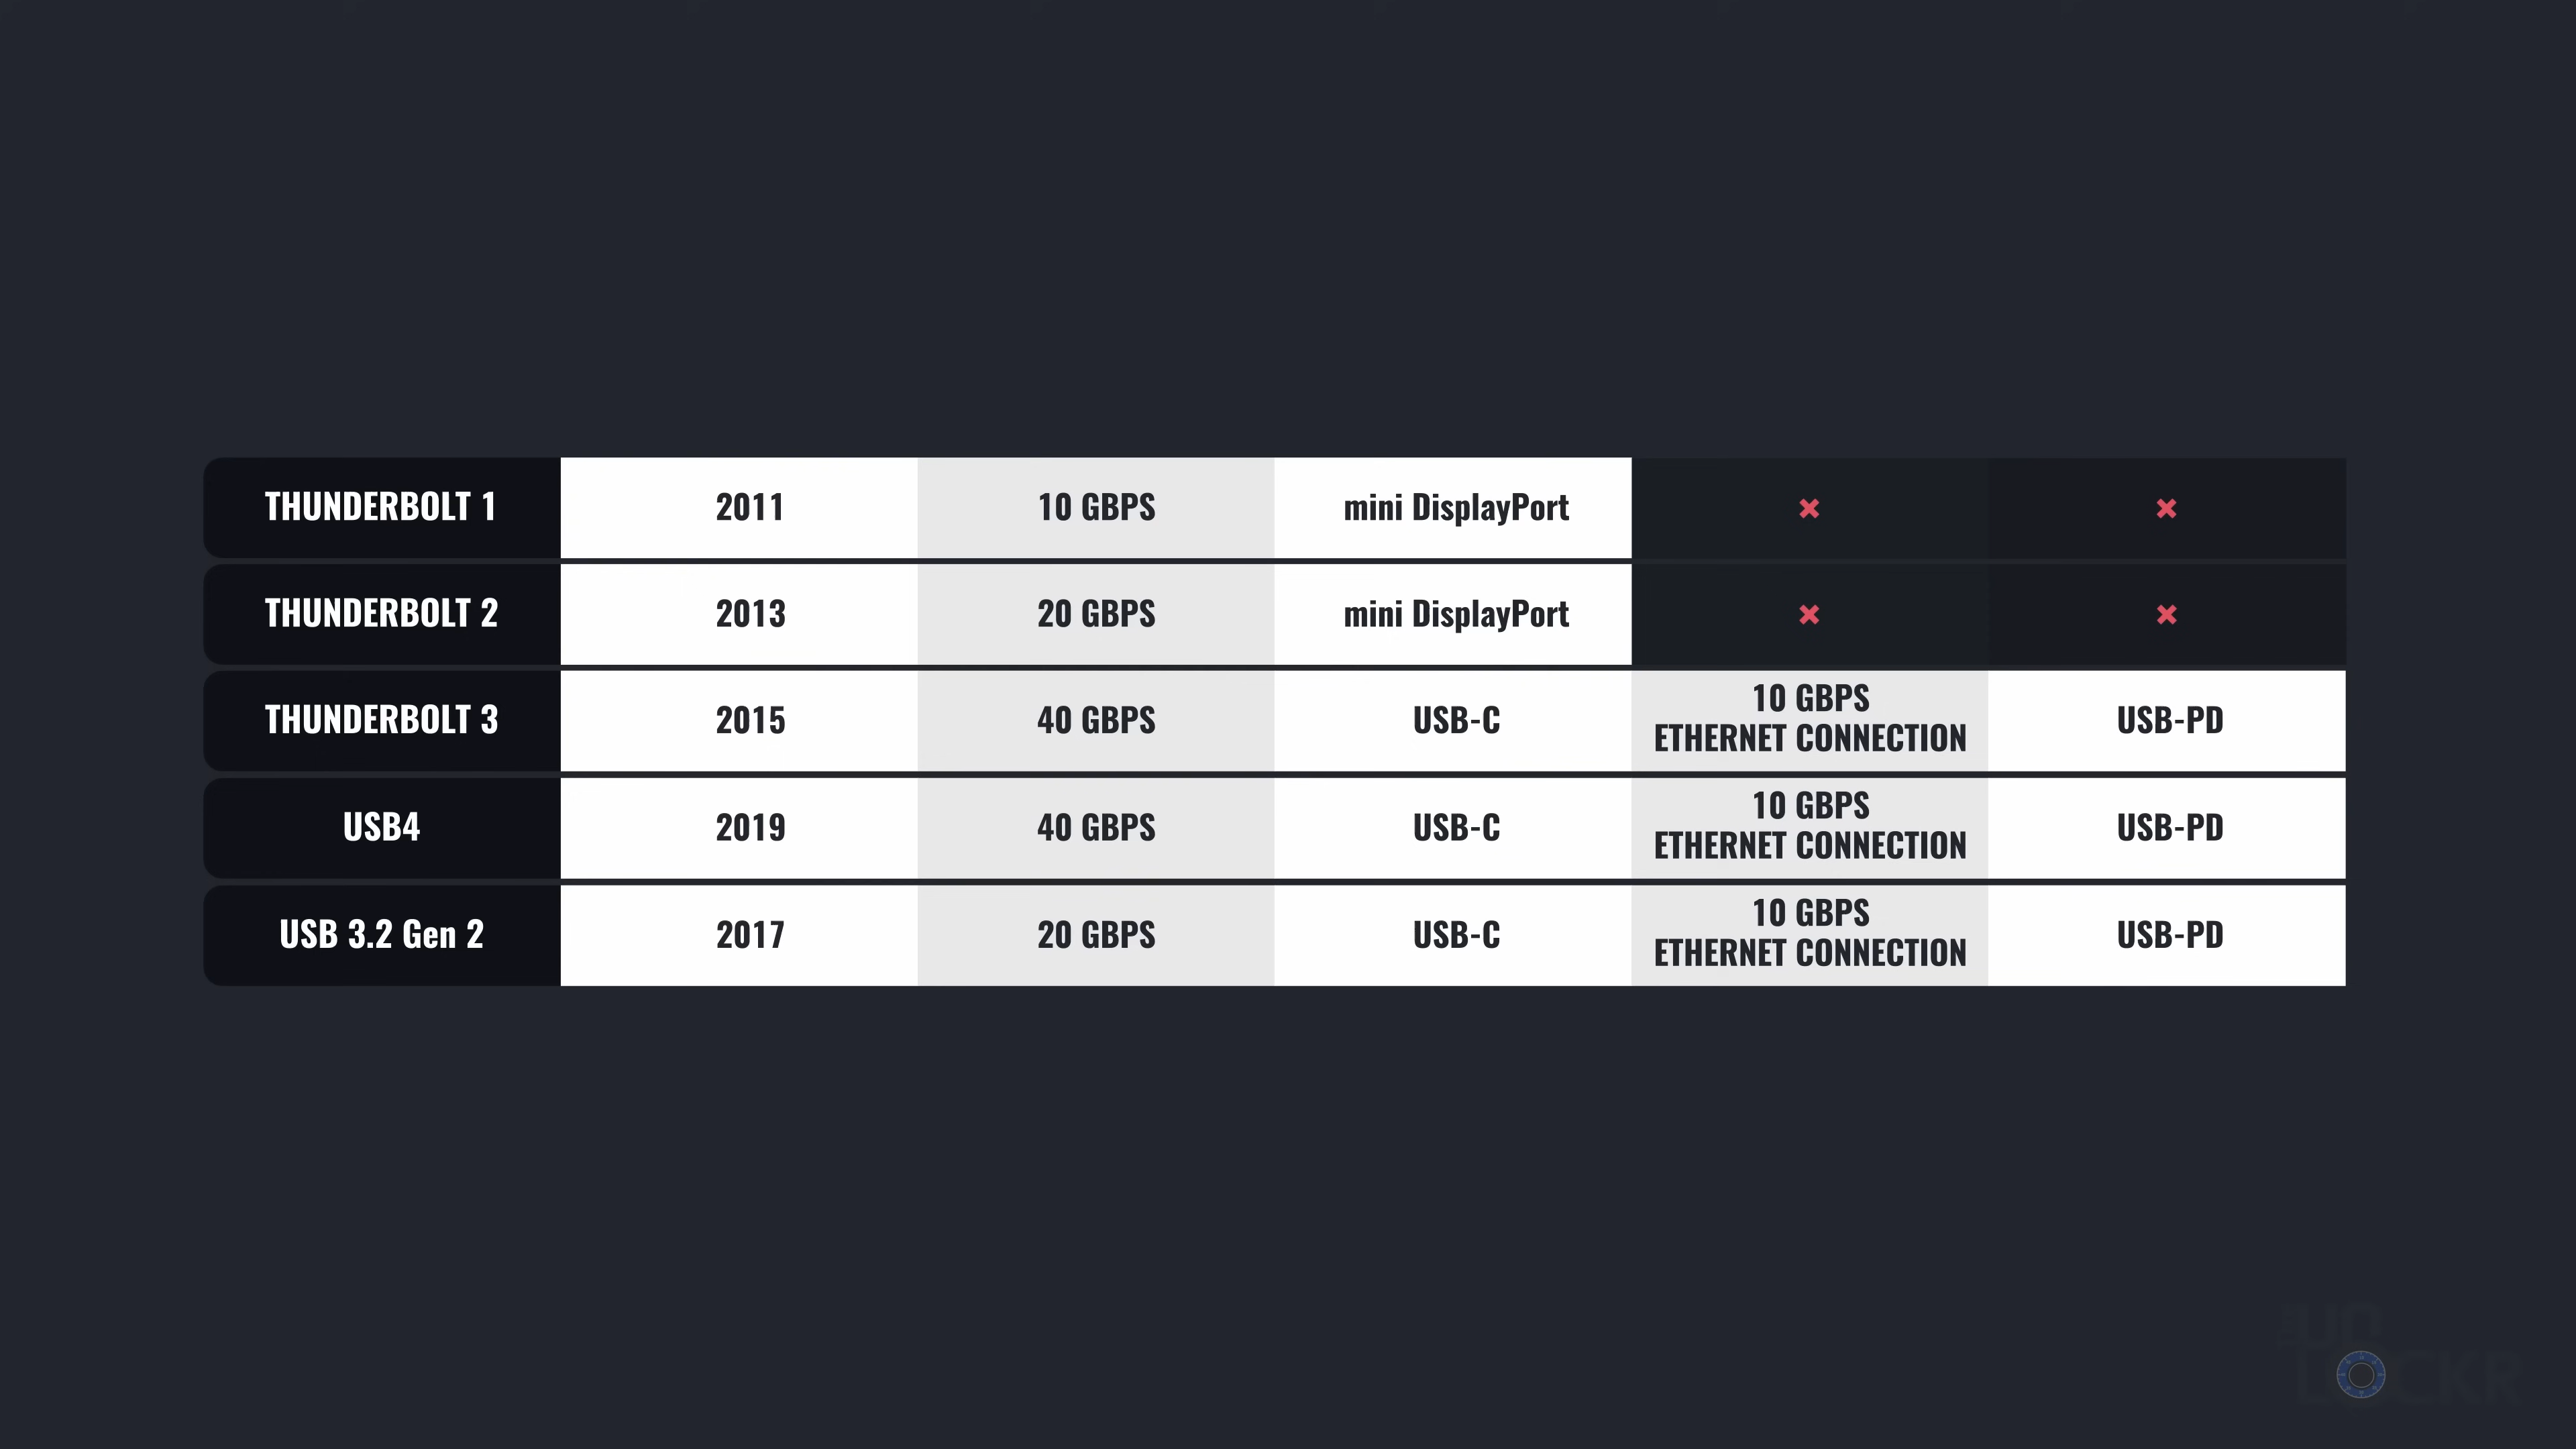 THUNDERBOLT 1 2011 10 GBPS mini DisplayPort ✖ ✖
THUNDERBOLT 2 2013 20 GBPS mini DisplayPort ✖ ✖
THUNDERBOLT 3 2015 40 GBPS USB-C 10 GBPS
ETHERNET CONNECTION USB-PD
USB4 2019 40 GBPS USB-C 10 GBPS
ETHERNET CONNECTION USB-PD
USB 3.2 Gen 2 2017 20 GBPS USB-C 10 GBPS
ETHERNET CONNECTION USB-PD
UN
LOCKR